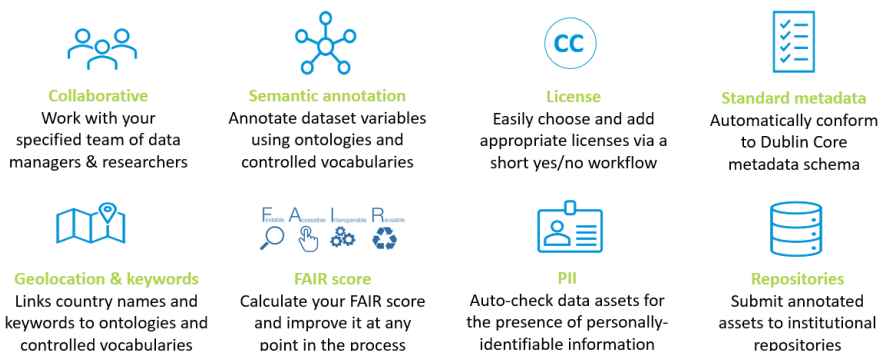 CC
Collaborative
Work with your
specified team of data
managers & researchers
Semantic annotation
Annotate dataset variables
using ontologies and
controlled vocabularies
License
Easily choose and add
appropriate licenses via a
short yes/no workflow
Standard metadata
Automatically conform
to Dublin Core
metadata schema
Geolocation & keywords
Links country names and
keywords to ontologies and
controlled vocabularies
Findable Accessible Interoperable Reusable
FAIR score
Calculate your FAIR score
and improve it at any
point in the process
PII
Auto-check data assets for
the presence of personally-
identifiable information
Repositories
Submit annotated
assets to institutional
repositories